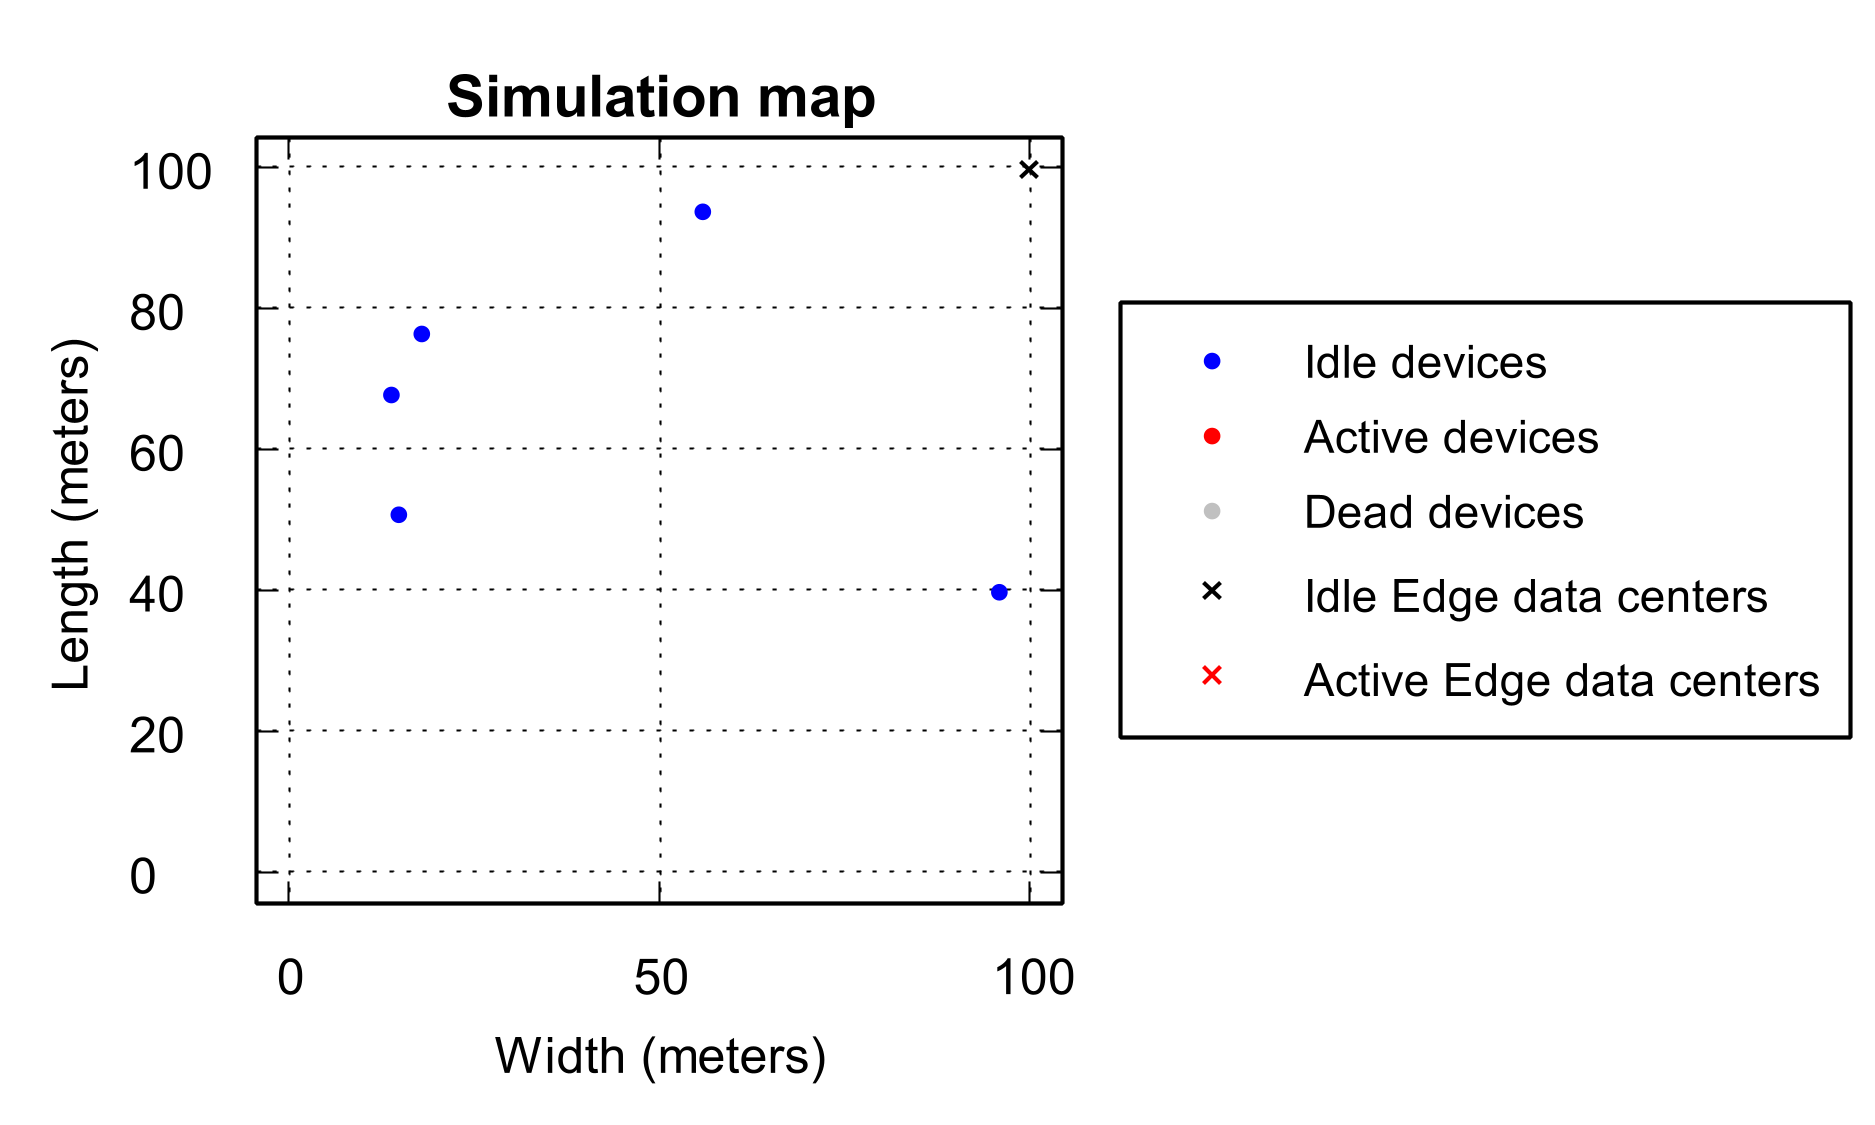 Simulation map
100
80
60
40
20
0
Length (meters)
0 50 100
Width (meters)
Idle devices
Active devices
Dead devices
Idle Edge data centers
Active Edge data centers